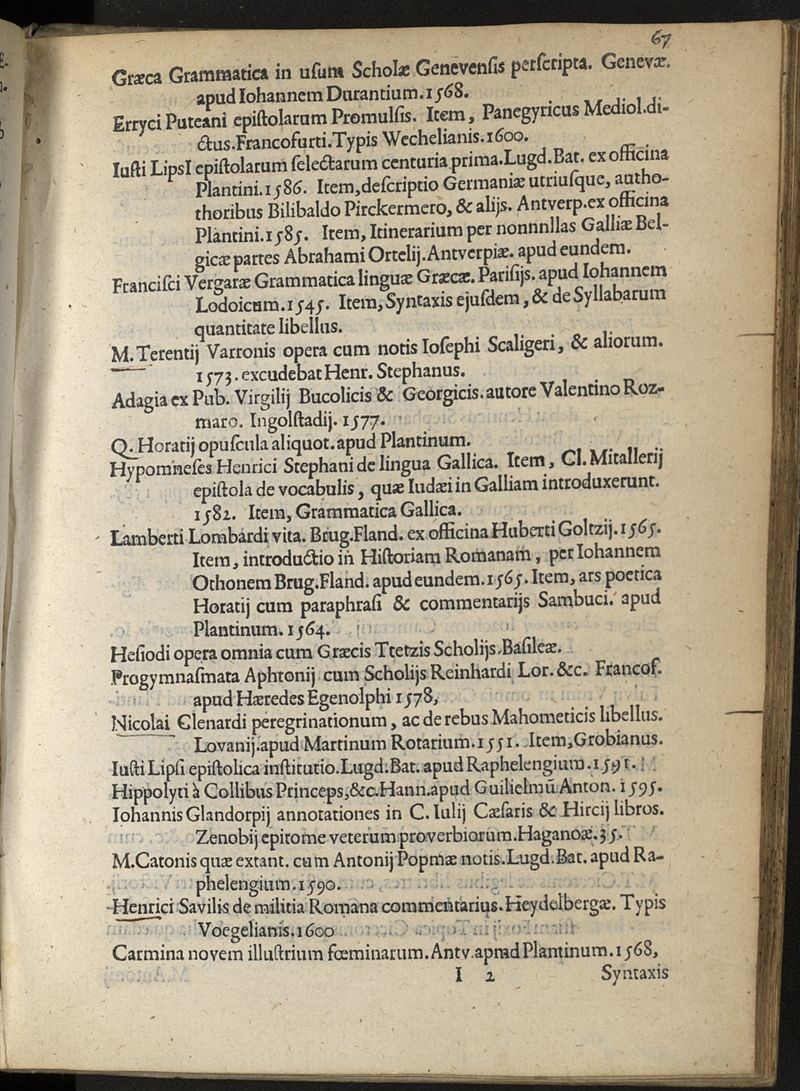 67
Græca Grammatica in uſum Scholæ Genevenſis perſcripta. Genevæ.
apud Iohannem Durantium. 1568.
Erryci Puteani epiſtolarum Promulſis. Item, Panegyricus Mediol. di-
ctus. Francofurti. Typis Wechelianis. 1600.
Iuſti LipsI epiſtolarum ſelectarum centuria prima. Lugd. Bat. ex officina
Plantini. 1586. Item, deſcriptio Germaniæ utriuſque, autho-
thoribus Bilibaldo Pirckermero, & alijs. Antverp. ex officina
Plantini. 1585. Item, Itinerarium per nonnnllas Galliæ Bel-
gicæ partes Abrahami Ortelij. Antverpiæ. apud eundem.
Franciſci Vergaræ Grammatica linguæ Græcæ. Pariſijs. apud Iohannem
Lodoicum. 1545. Item, Syntaxis ejuſdem, & de Syllabarum
quantitate libellus.
M. Terentij Varronis opera cum notis Ioſephi Scaligeri, & aliorum.
1573. excudebat Henr. Stephanus.
Adagia ex Pub. Virgilij Bucolicis & Georgicis. autore Valentino Roz-
maro. Ingolſtadij. 1577.
Q. Horatij opuſcula aliquot. apud Plantinum.
Hypomneſes Henrici Stephani de lingua Gallica. Item, Cl. Mitallerij
epiſtola de vocabulis, quæ Iudæi in Galliam introduxerunt.
1582. Item, Grammatica Gallica.
Lamberti Lombardi vita. Brug. Fland. ex officina Huberti Goltzij. 1565.
Item, introductio in Hiſtoriam Romanam, per Iohannem
Othonem Brug. Fland. apud eundem. 1565. Item, ars poetica
Horatij cum paraphraſi & commentarijs Sambuci. apud
Plantinum. 1564.
Heſiodi opera omnia cum Græcis Ttetzis Scholijs. Baſileæ.
Progymnaſmata Aphtonij cum Scholijs Reinhardi Lor. &c. Francof.
apud Hæredes Egenolphi 1578,
Nicolai Clenardi peregrinationum, ac de rebus Mahometicis libellus.
Lovanij. apud Martinum Rotarium. 1551. Item, Grobianus.
Iuſti Lipſi epiſtolica inſtitutio. Lugd. Bat. apud Raphelengium. 1591.
Hippolyti à Collibus Princeps, &c. Hann. apud Guilielmũ Anton. 1595.
Iohannis Glandorpij annotationes in C. Iulij Cæſaris & Hircij libros.
Zenobij epitome veterum proverbiorum. Haganoæ. 35.
M. Catonis quæ extant. cum Antonij Popmæ notis. Lugd. Bat. apud Ra-
phelengium. 1590.
Henrici Savilis de militia Romana commentarius. Heydelbergæ. Typis
Voegelianis. 1600
Carmina novem illuſtrium fœminarum. Antv. apnd Plantinum. 1568,
I 2 Syntaxis